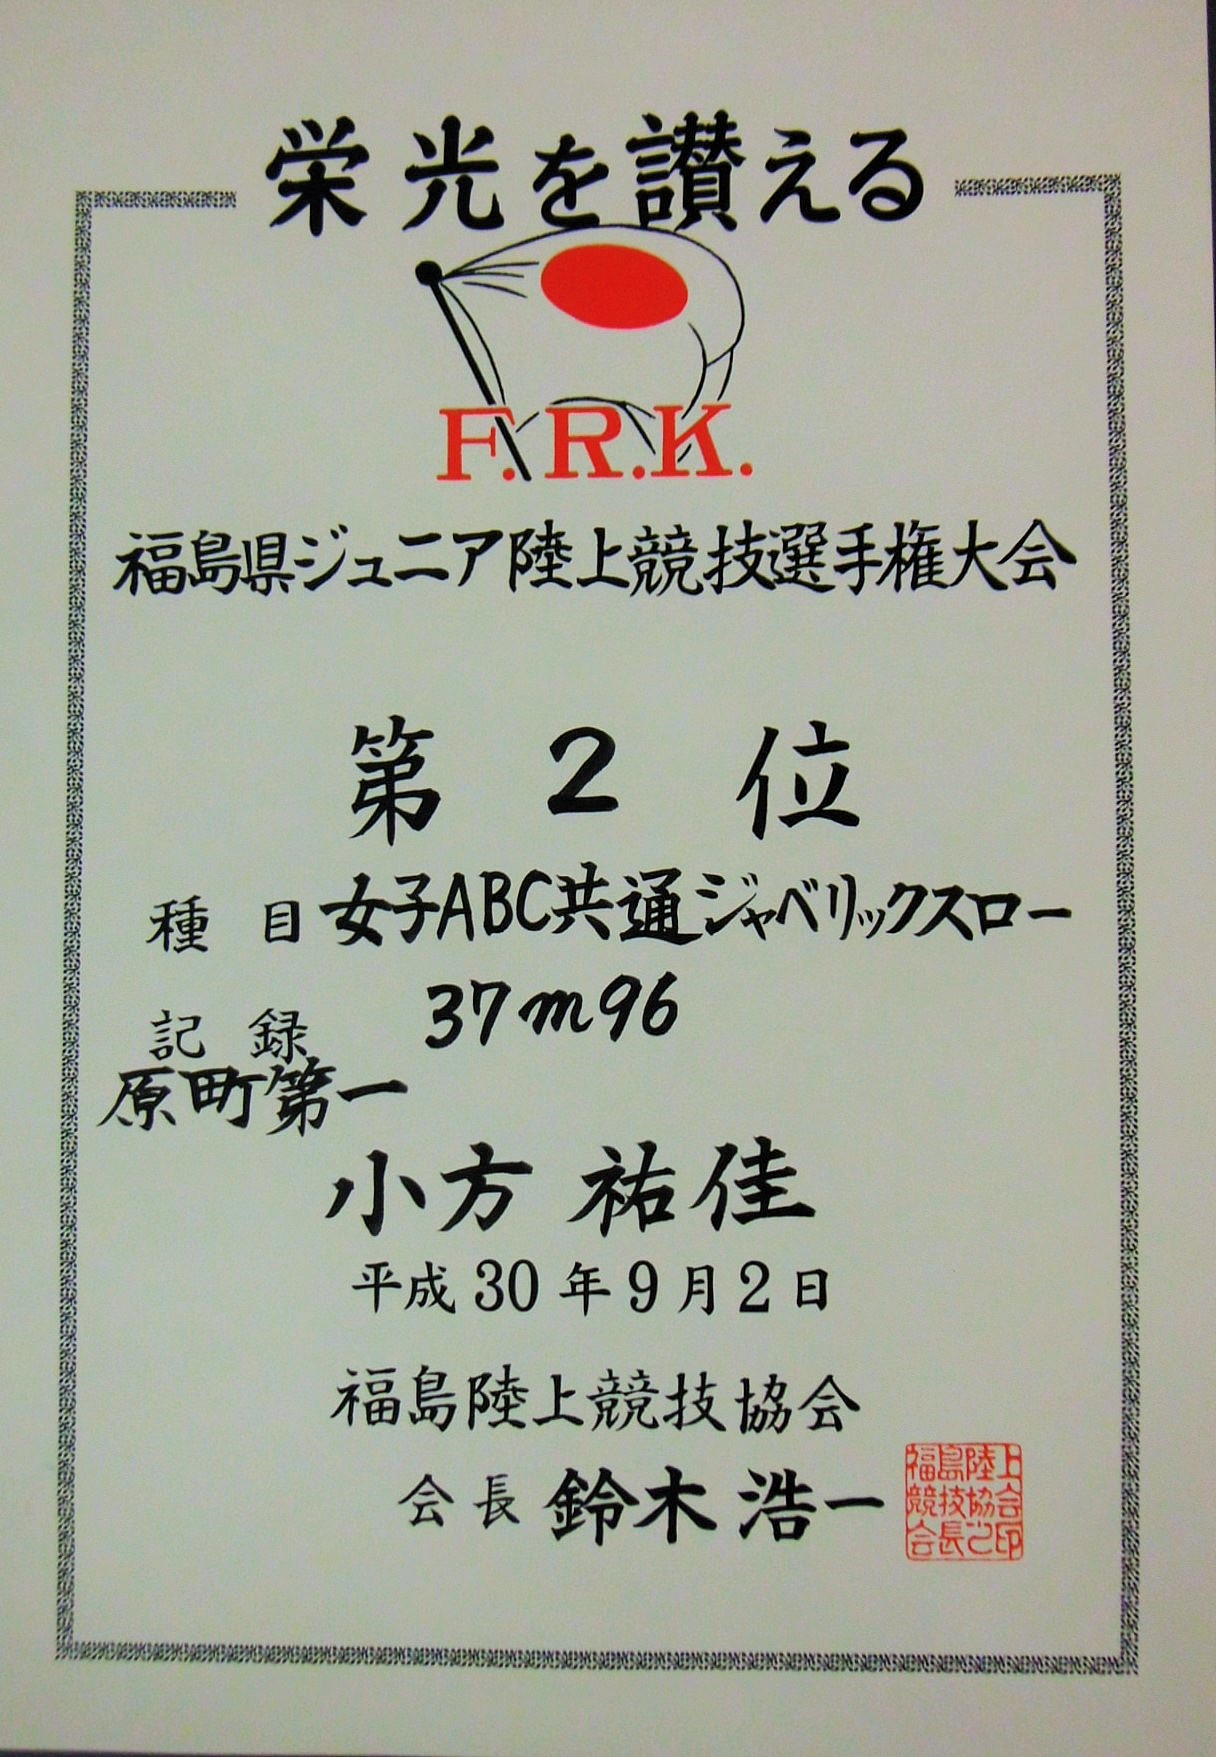 栄光を讃える
F.R.K.
福島県ジュニア陸上競技選手権大会
第2位
種目 女子ABC共通ジャベリックスロー
記録 37m96
原町第一
小方 祐佳
平成30年9月2日
福島陸上競技協会
会長 鈴木浩一
福島陸上
競技協会
会長之印